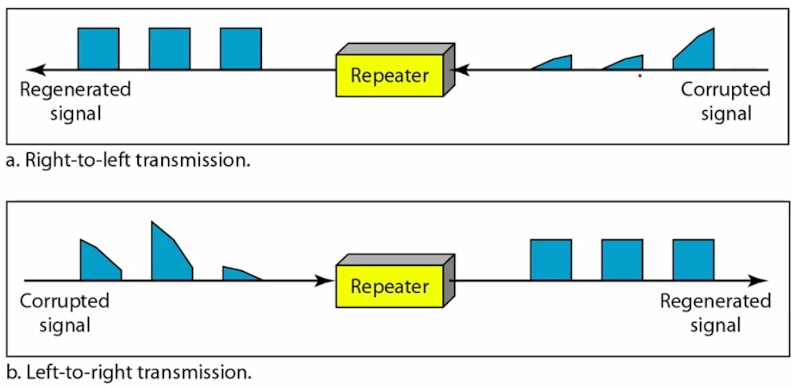 Repeater
Regenerated
signal
Corrupted
signal
a. Right-to-left transmission.
Repeater
Corrupted
signal
Regenerated
signal
b. Left-to-right transmission.